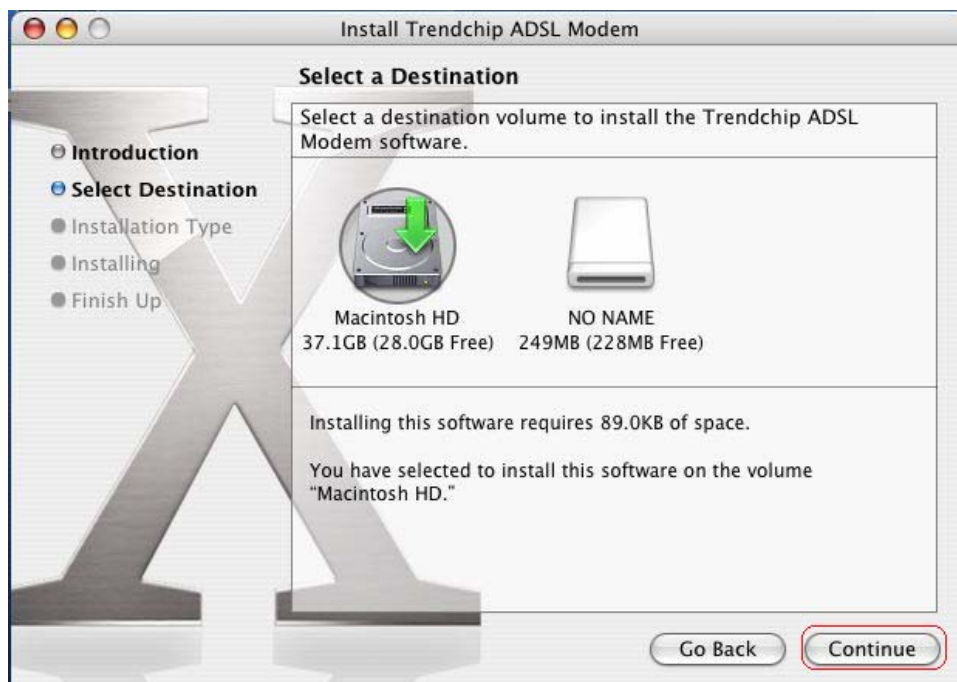 Install Trendchip ADSL Modem
Select a Destination
Select a destination volume to install the Trendchip ADSL
Modem software.
Introduction
Select Destination
Installation Type
Installing
Finish Up
Macintosh HD
37.1GB (28.0GB Free)
NO NAME
249MB (228MB Free)
Installing this software requires 89.0KB of space.
You have selected to install this software on the volume
“Macintosh HD.”
Go Back
Continue